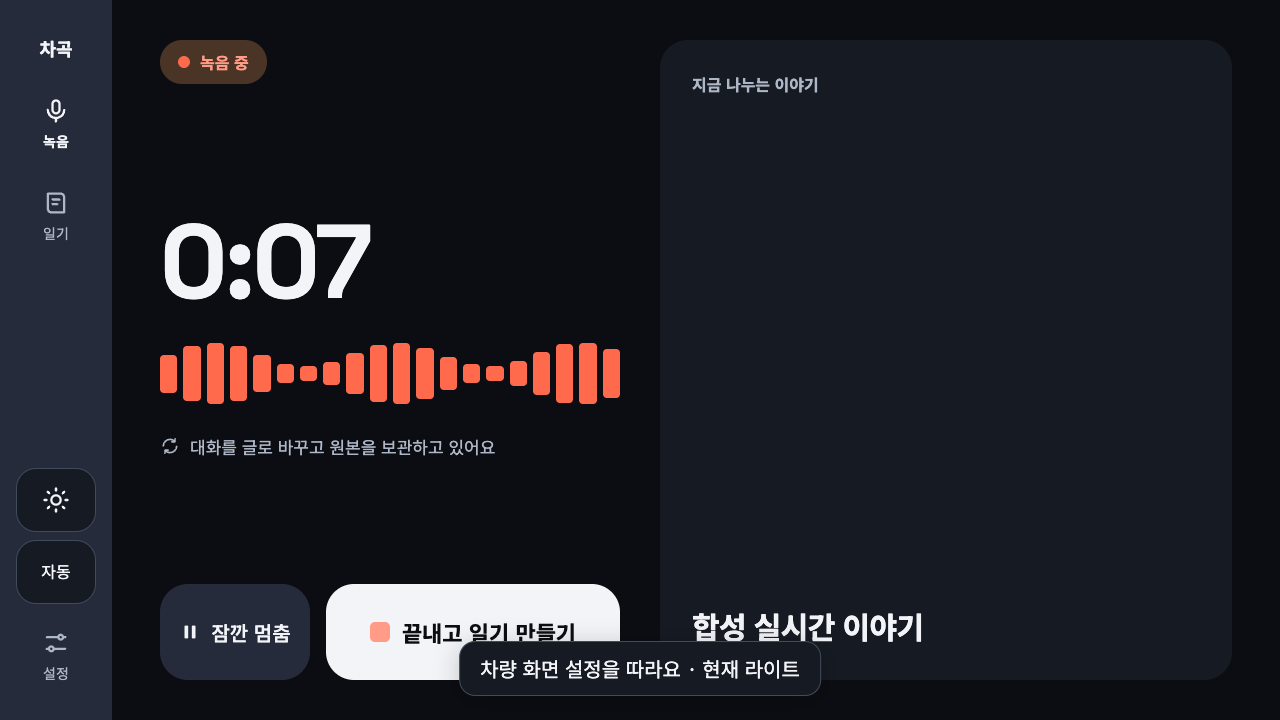 차곡
녹음
일기
자동
설정
녹음 중
0:07
대화를 글로 바꾸고 원본을 보관하고 있어요
잠깐 멈춤
끝내고 일기 만들기
지금 나누는 이야기
합성 실시간 이야기
차량 화면 설정을 따라요 · 현재 라이트